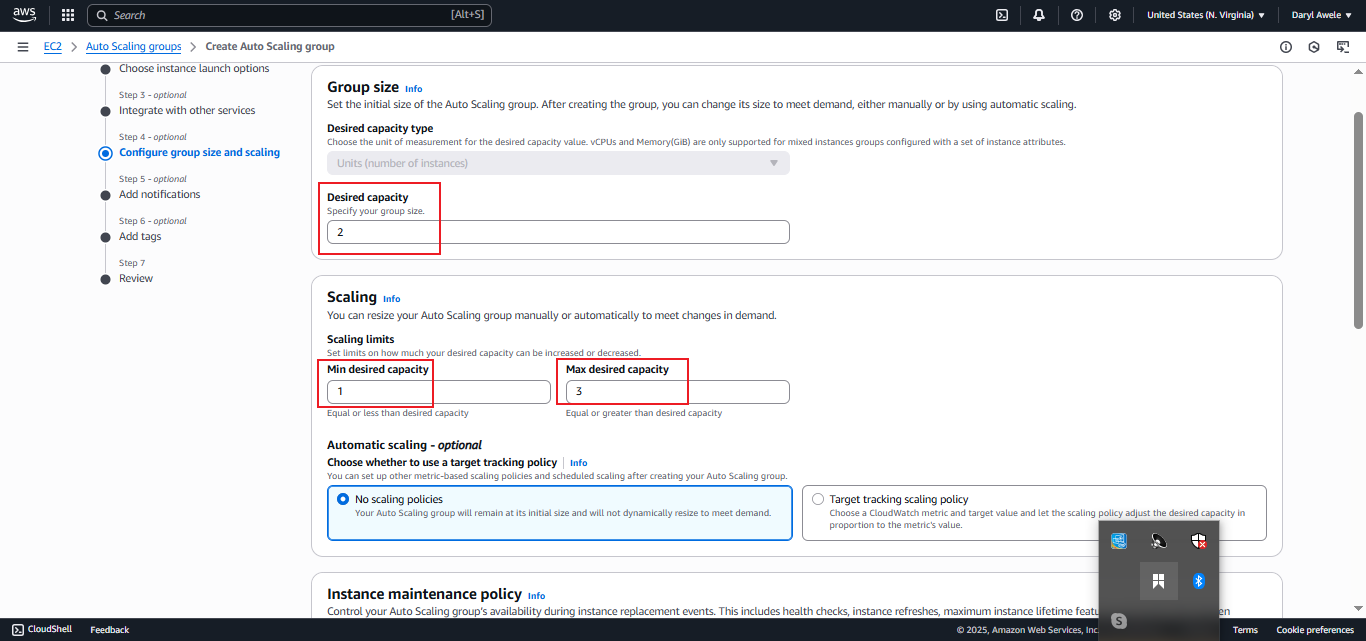 aws
Search [Alt+S]
United States (N. Virginia)
Daryl Awele
EC2 > Auto Scaling groups > Create Auto Scaling group
Choose instance launch options
Step 3 - optional
Integrate with other services
Step 4 - optional
Configure group size and scaling
Step 5 - optional
Add notifications
Step 6 - optional
Add tags
Step 7
Review
Group size Info
Set the initial size of the Auto Scaling group. After creating the group, you can change its size to meet demand, either manually or by using automatic scaling.
Desired capacity type
Choose the unit of measurement for the desired capacity value. vCPUs and Memory(GiB) are only supported for mixed instances groups configured with a set of instance attributes.
Units (number of instances)
Desired capacity
Specify your group size.
2
Scaling Info
You can resize your Auto Scaling group manually or automatically to meet changes in demand.
Scaling limits
Set limits on how much your desired capacity can be increased or decreased.
Min desired capacity
1
Equal or less than desired capacity
Max desired capacity
3
Equal or greater than desired capacity
Automatic scaling - optional
Choose whether to use a target tracking policy Info
You can set up other metric-based scaling policies and scheduled scaling after creating your Auto Scaling group.
No scaling policies
Your Auto Scaling group will remain at its initial size and will not dynamically resize to meet demand.
Target tracking scaling policy
Choose a CloudWatch metric and target value and let the scaling policy adjust the desired capacity in
proportion to the metric's value.
Instance maintenance policy Info
Control your Auto Scaling group's availability during instance replacement events. This includes health checks, instance refreshes, maximum instance lifetime
CloudShell
Feedback
© 2025, Amazon Web Services, Inc.
Terms
Cookie preferences